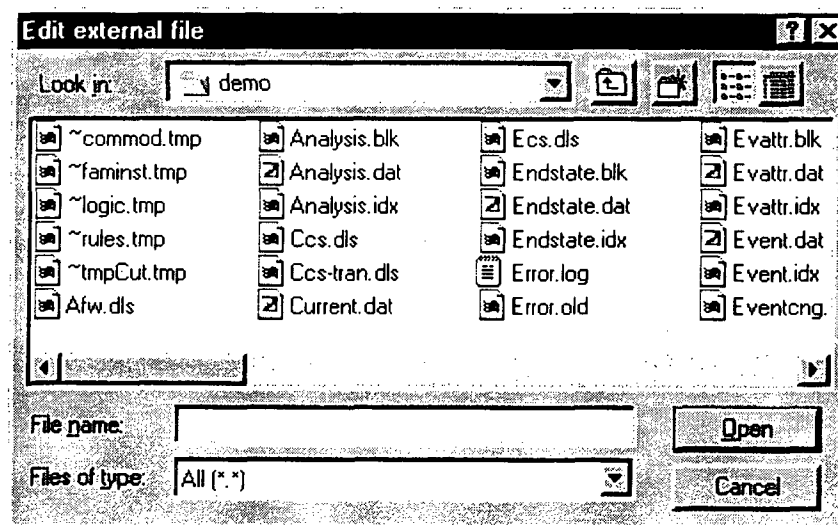 Edit external file
Look in: demo
~commod.tmp Analysis.blk Ecs.dls Evattr.blk
~faminst.tmp Analysis.dat Endstate.blk Evattr.dat
~logic.tmp Analysis.idx Endstate.dat Evattr.idx
~rules.tmp Ccs.dls Endstate.idx Event.dat
~tmpCut.tmp Ccs-tran.dls Error.log Event.idx
Afw.dls Current.dat Error.old Eventcng.
File name: Open
Files of type: All (*.*) Cancel